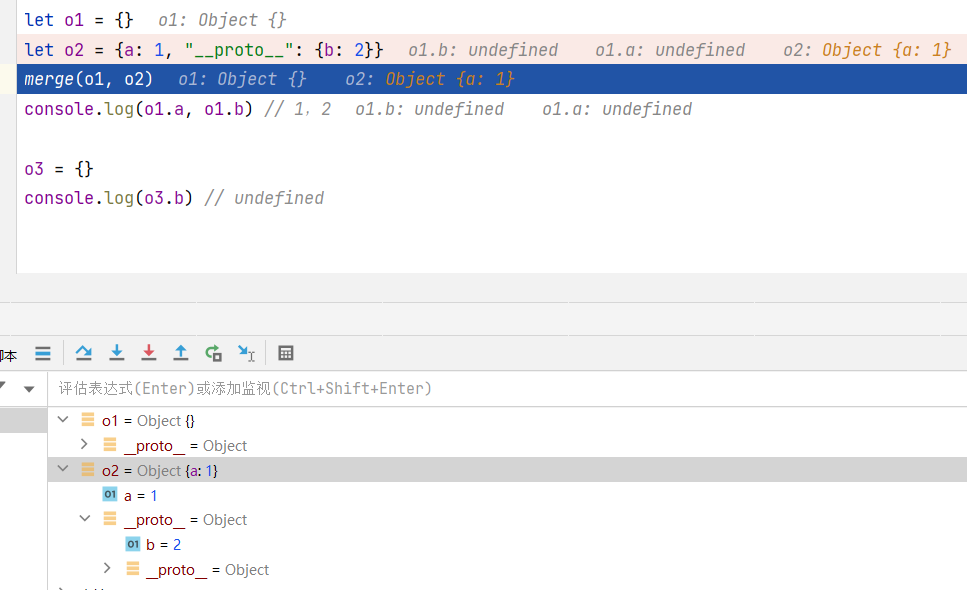 let o1 = {}   o1: Object {}
let o2 = {a: 1, "__proto__": {b: 2}}   o1.b: undefined   o1.a: undefined   o2: Object {a: 1}
merge(o1, o2)   o1: Object {}   o2: Object {a: 1}
console.log(o1.a, o1.b) // 1, 2   o1.b: undefined   o1.a: undefined
o3 = {}
console.log(o3.b) // undefined
本
评估表达式(Enter)或添加监视(Ctrl+Shift+Enter)
o1 = Object {}
__proto__ = Object
o2 = Object {a: 1}
01 a = 1
__proto__ = Object
01 b = 2
__proto__ = Object